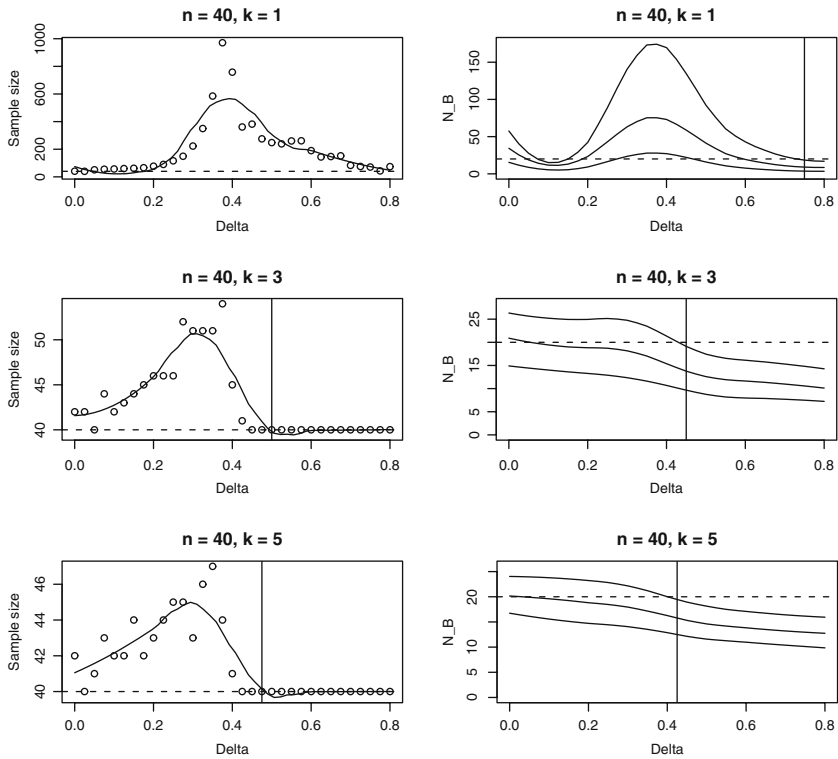 n = 40, k = 1
Sample size
1000
600
200
0
0.0 0.2 0.4 0.6 0.8
Delta
n = 40, k = 1
N_B
150
100
50
0
0.0 0.2 0.4 0.6 0.8
Delta
n = 40, k = 3
Sample size
50
45
40
0.0 0.2 0.4 0.6 0.8
Delta
n = 40, k = 3
N_B
25
15
5
0
0.0 0.2 0.4 0.6 0.8
Delta
n = 40, k = 5
Sample size
46
44
42
40
0.0 0.2 0.4 0.6 0.8
Delta
n = 40, k = 5
N_B
20
10
5
0
0.0 0.2 0.4 0.6 0.8
Delta